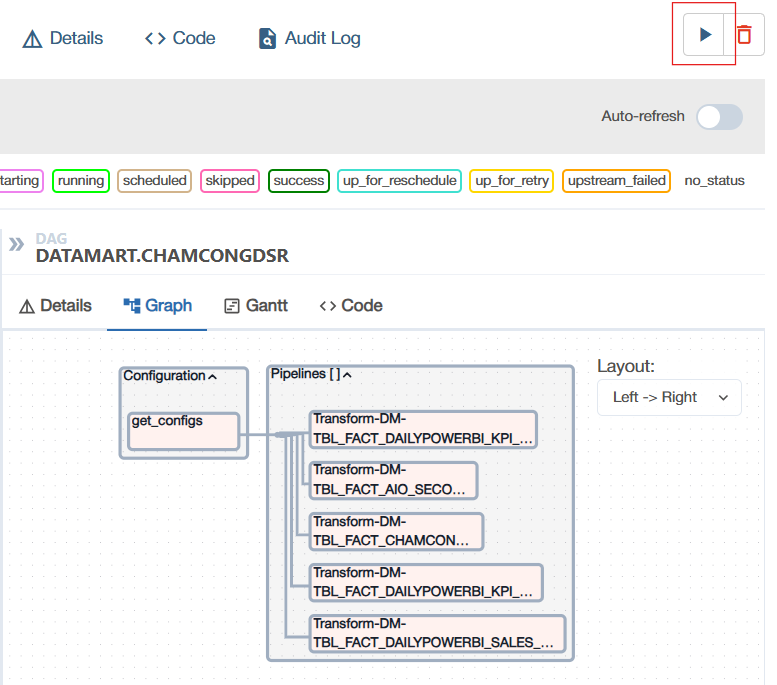 Details
Code
Audit Log
Auto-refresh
tarting
running
scheduled
skipped
success
up_for_reschedule
up_for_retry
upstream_failed
no_status
DAG
DATAMART.CHAMCONGDSR
Details
Graph
Gantt
Code
Configuration
get_configs
Pipelines [ ]
Transform-DM-
TBL_FACT_DAILYPOWERBI_KPI_...
Transform-DM-
TBL_FACT_AIO_SECO...
Transform-DM-
TBL_FACT_CHAMCON...
Transform-DM-
TBL_FACT_DAILYPOWERBI_KPI_...
Transform-DM-
TBL_FACT_DAILYPOWERBI_SALES_...
Layout:
Left -> Right